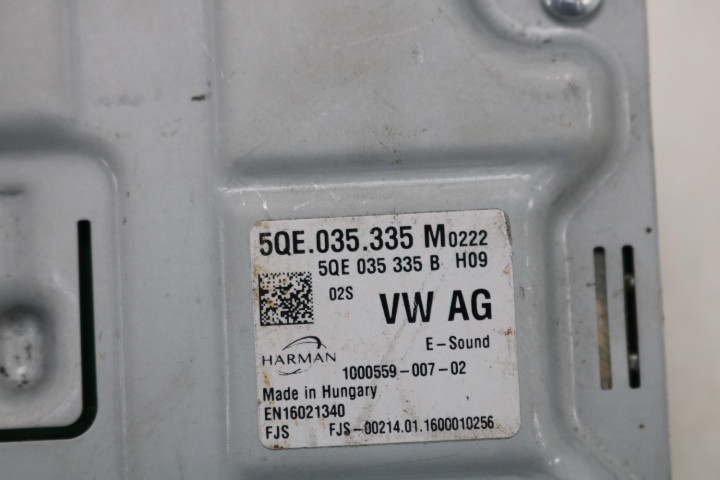 5QE.035.335 M0222
5QE 035 335 B H09
02S VW AG
E-Sound
HARMAN
1000559-007-02
Made in Hungary
EN16021340
FJS FJS-00214.01.1600010256